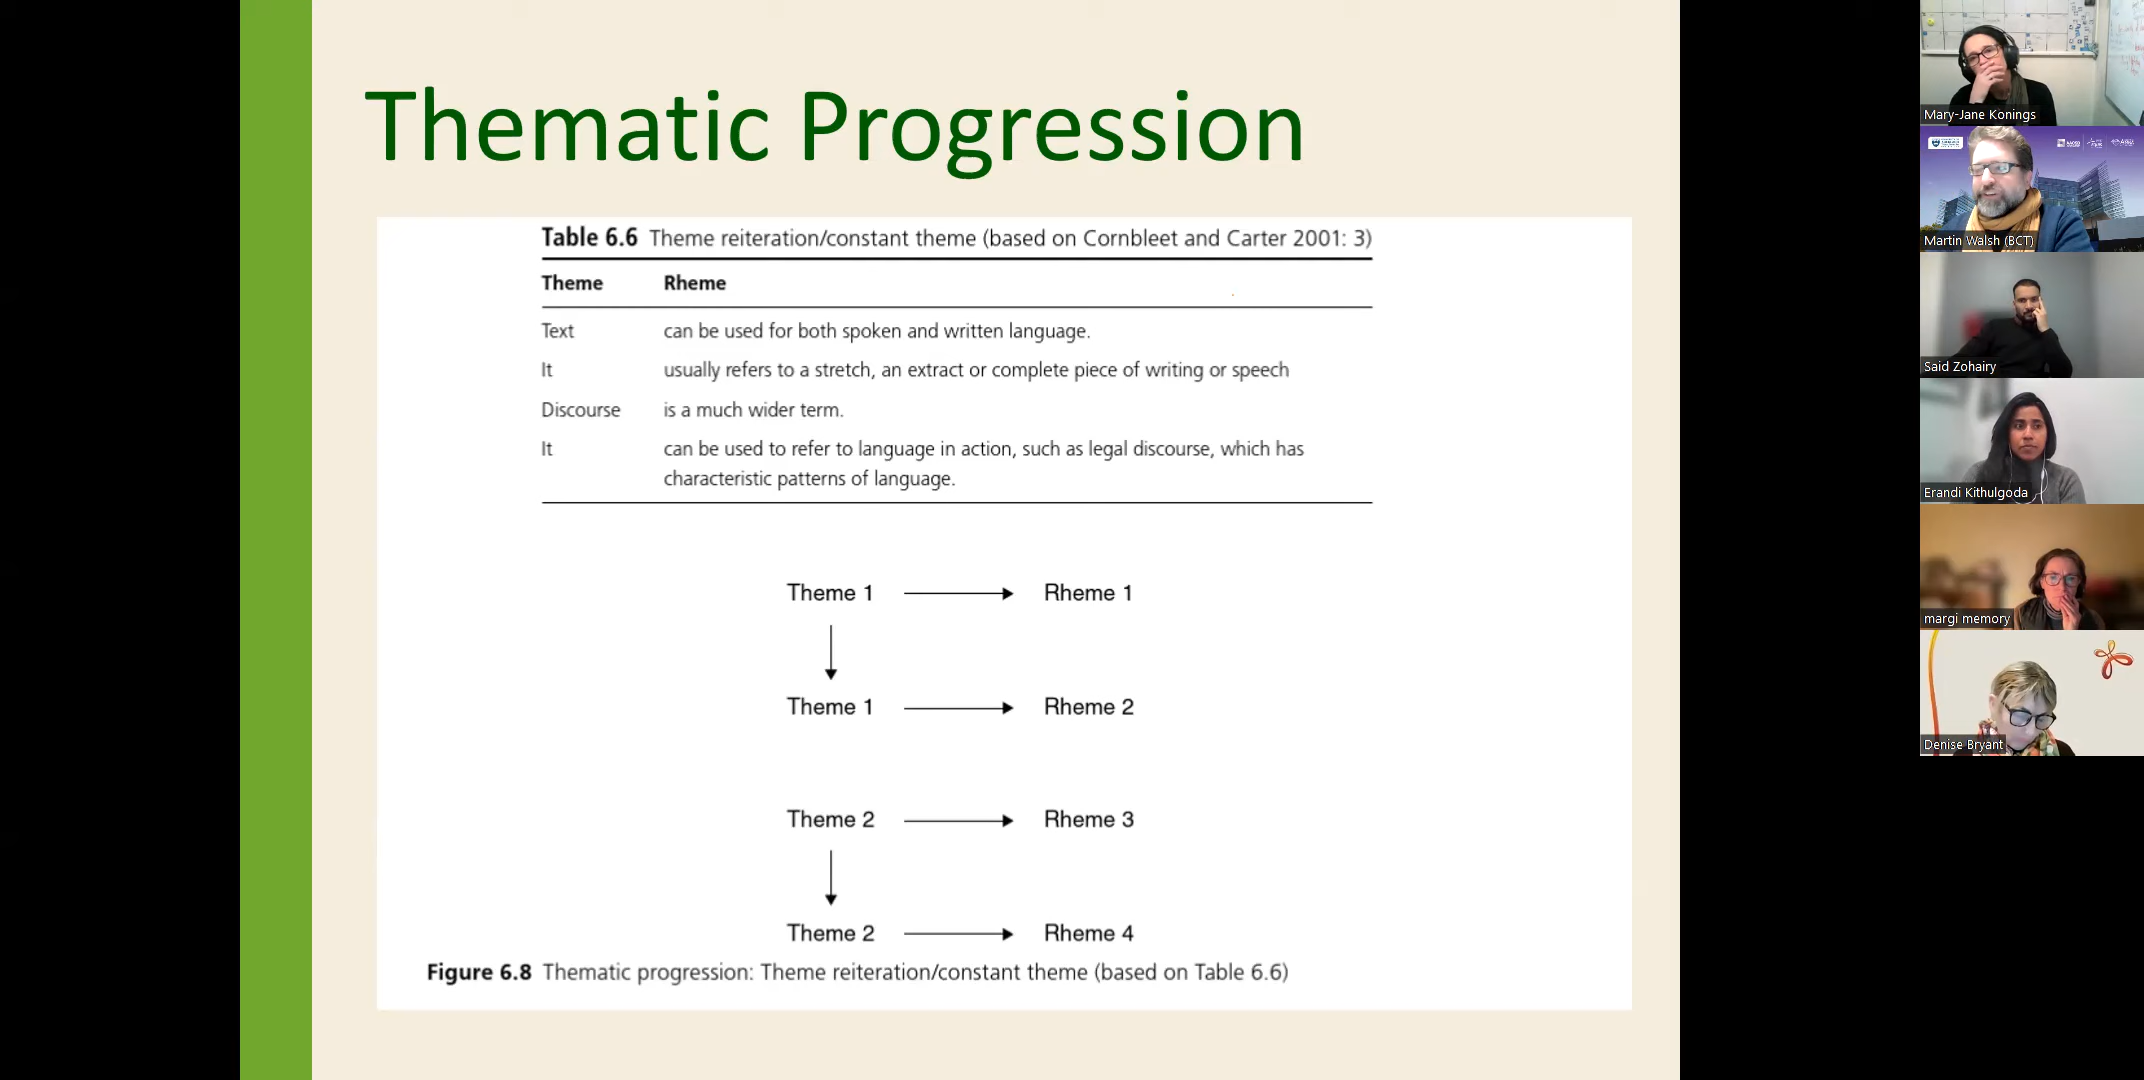 Thematic Progression
Table 6.6 Theme reiteration/constant theme (based on Cornbleet and Carter 2001: 3)
Theme Rheme
Text can be used for both spoken and written language.
It usually refers to a stretch, an extract or complete piece of writing or speech
Discourse is a much wider term.
It can be used to refer to language in action, such as legal discourse, which has
characteristic patterns of language.
Theme 1 Rheme 1
Theme 1 Rheme 2
Theme 2 Rheme 3
Theme 2 Rheme 4
Figure 6.8 Thematic progression: Theme reiteration/constant theme (based on Table 6.6)
Mary-Jane Konings
Martin Walsh (BCT)
Said Zohairy
Erandi Kithulgoda
margi memory
Denise Bryant